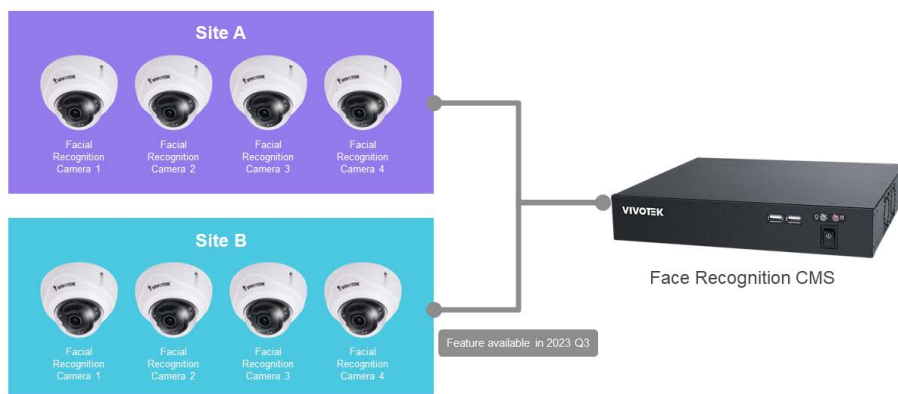 Site A
VIVOTEK
VIVOTEK
VIVOTEK
VIVOTEK
Facial
Recognition
Camera 1
Facial
Recognition
Camera 2
Facial
Recognition
Camera 3
Facial
Recognition
Camera 4
VIVOTEK
Face Recognition CMS
Site B
VIVOTEK
VIVOTEK
VIVOTEK
VIVOTEK
Facial
Recognition
Camera 1
Facial
Recognition
Camera 2
Facial
Recognition
Camera 3
Facial
Recognition
Camera 4
Feature available in 2023 Q3